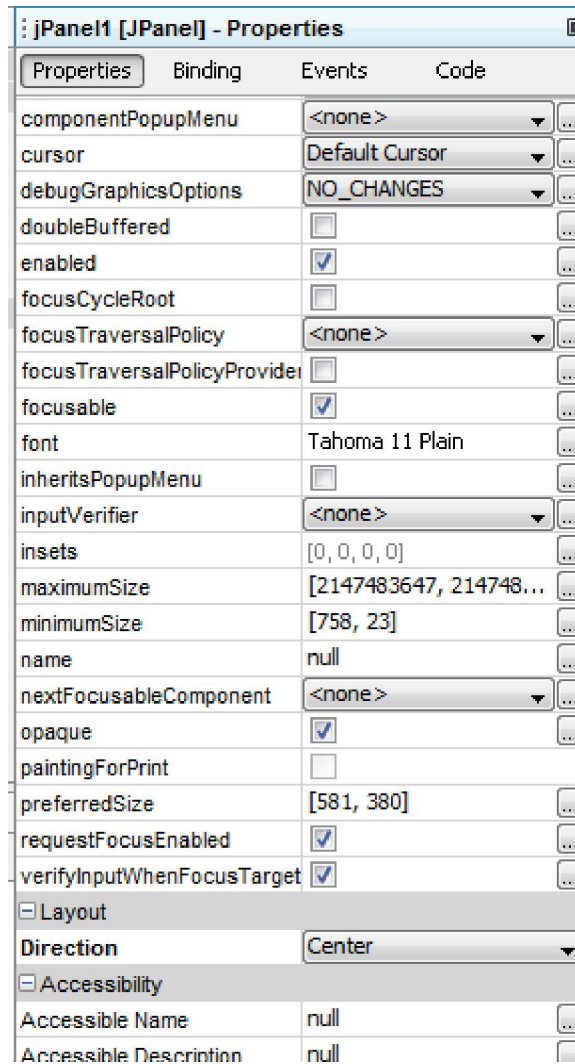 jPanel1 [JPanel] - Properties
Properties Binding Events Code
componentPopupMenu <none> ...
cursor Default Cursor ...
debugGraphicsOptions NO_CHANGES ...
doubleBuffered ...
enabled ...
focusCycleRoot ...
focusTraversalPolicy <none> ...
focusTraversalPolicyProvider ...
focusable ...
font Tahoma 11 Plain ...
inheritsPopupMenu ...
inputVerifier <none> ...
insets [0, 0, 0, 0] ...
maximumSize [2147483647, 214748... ...
minimumSize [758, 23] ...
name null ...
nextFocusableComponent <none> ...
opaque ...
paintingForPrint
preferredSize [581, 380] ...
requestFocusEnabled ...
verifyInputWhenFocusTarget ...
Layout
Direction Center
Accessibility
Accessible Name null ...
Accessible Description null ...